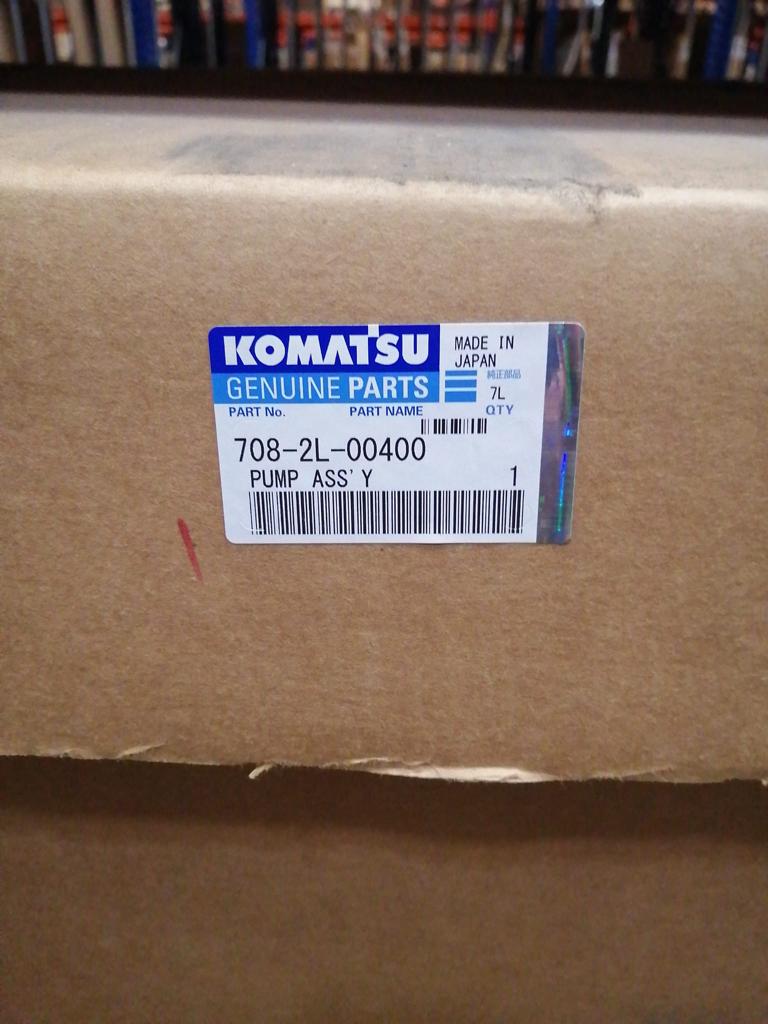 KOMATSU
GENUINE PARTS
MADE IN
JAPAN
純正部品
7L
PART No.
PART NAME
QTY
708-2L-00400
PUMP ASS'Y
1